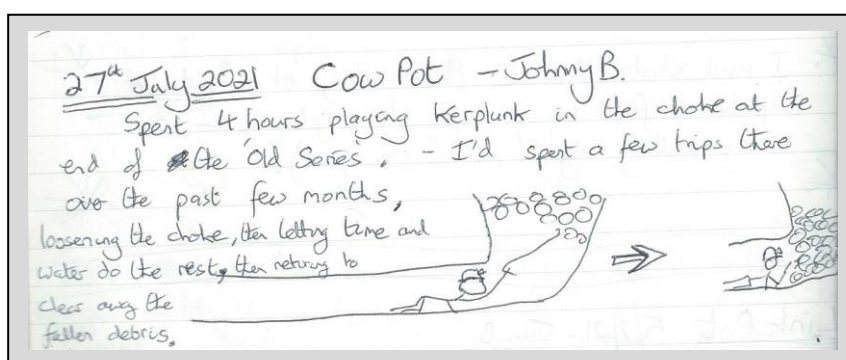 27th July 2021 Cow Pot - Johnny B.
Spent 4 hours playing Kerplunk in the choke at the
end of the 'Old Series'. - I'd spent a few trips there
over the past few months,
loosening the choke, then letting time and
water do the rest, then returning to
clear away the
fallen debris.